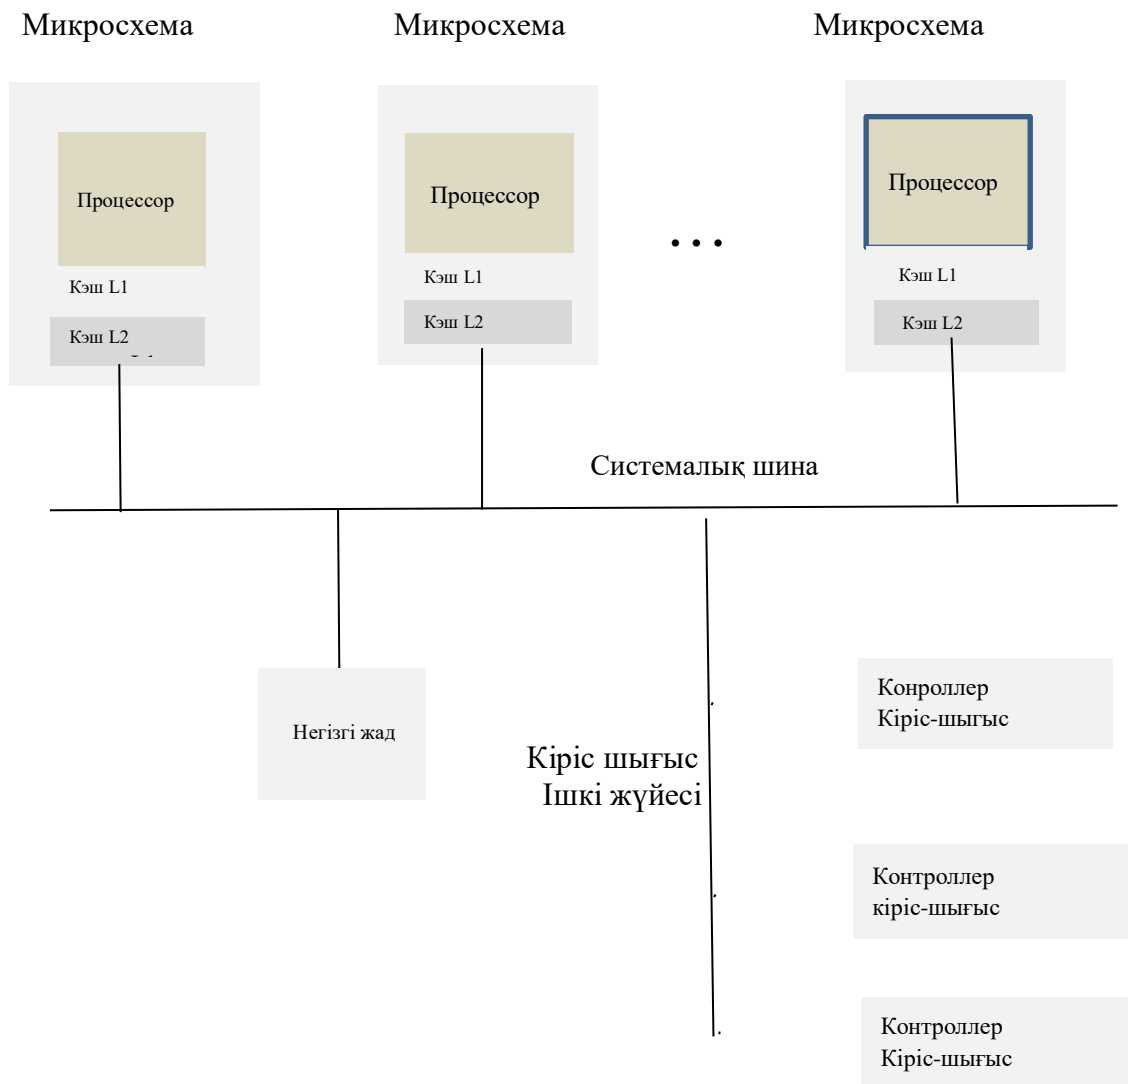 Микросхема
Микросхема
Микросхема
Процессор
Процессор
Процессор
...
Кэш L1
Кэш L1
Кэш L1
Кэш L2
Кэш L2
Кэш L2
Системалық шина
Негізгі жад
Кіріс шығыс
Ішкі жүйесі
Конроллер
Кіріс-шыгыс
Контроллер
кіріс-шығыс
Контроллер
Кіріс-шығыс